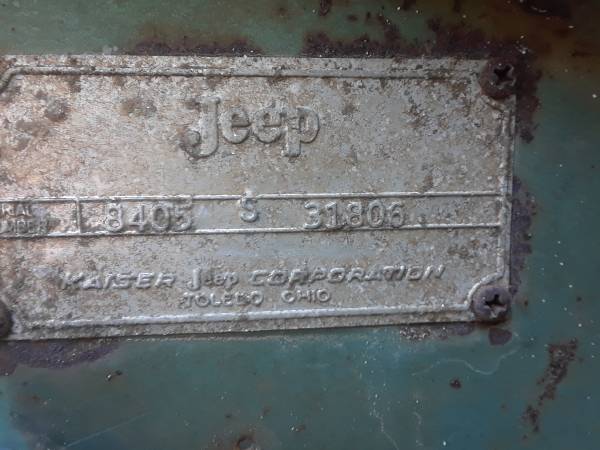 Jeep
8405 S 31806
KAISER Jeep CORPORATION
TOLEDO OHIO